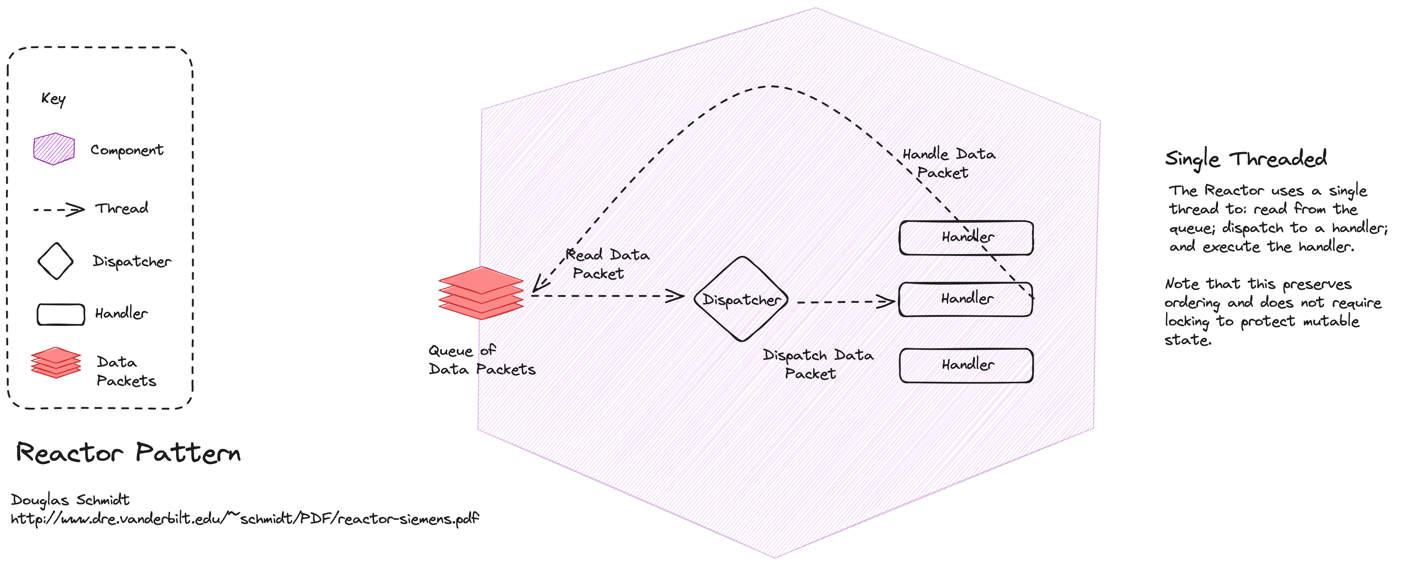 Key
Component
Thread
Dispatcher
Handler
Data
Packets
Reactor Pattern
Douglas Schmidt
http://www.dre.vanderbilt.edu/~schmidt/PDF/reactor-siemens.pdf
Handle Data
Packet
Read Data
Packet
Queue of
Data Packets
Dispatcher
Dispatch Data
Packet
Handler
Handler
Handler
Single Threaded
The Reactor uses a single
thread to: read from the
queue; dispatch to a handler;
and execute the handler.
Note that this preserves
ordering and does not require
locking to protect mutable
state.